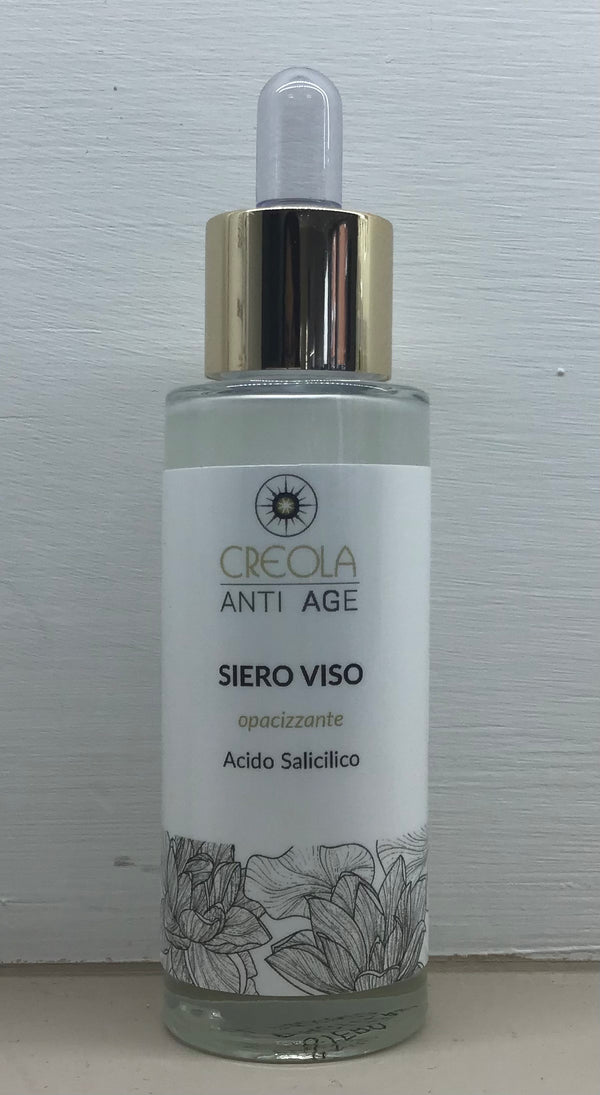 CREOLA
ANTI AGE
SIERO VISO
opacizzante
Acido Salicilico